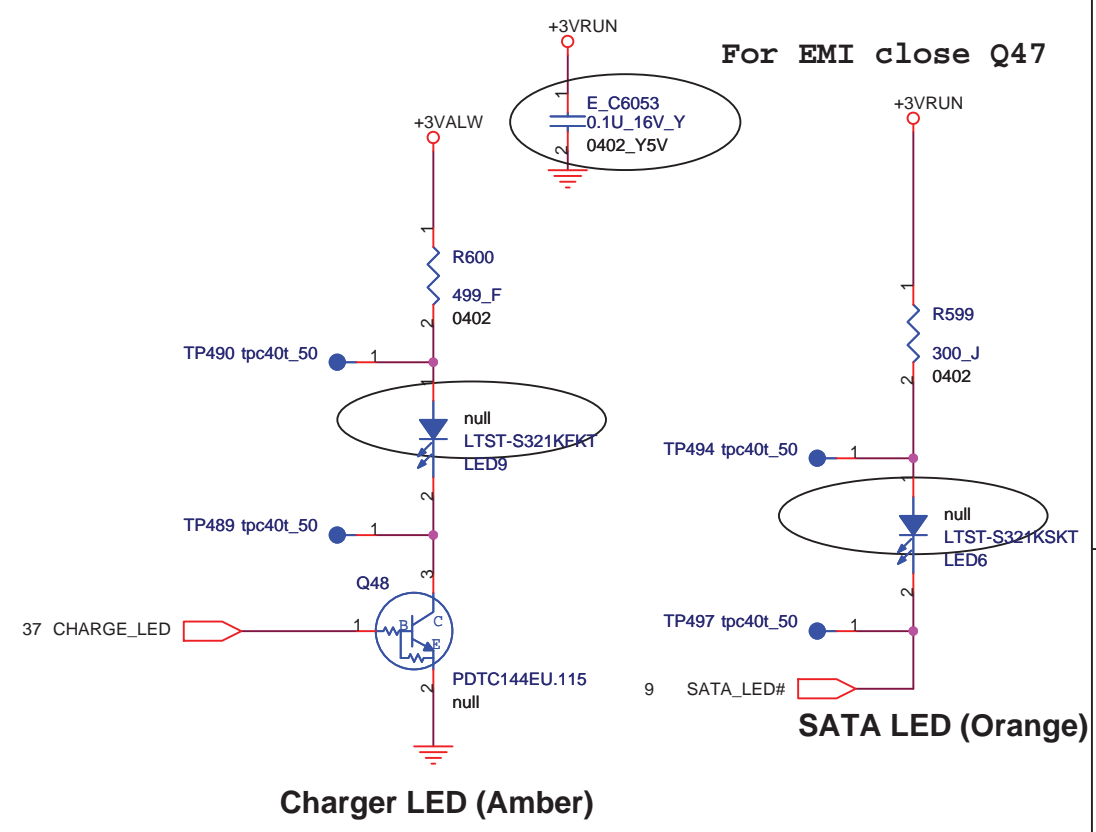 +3VRUN
For EMI close Q47
1
E_C6053
0.1U_16V_Y
0402_Y5V
2
+3VRUN
+3VALW
1
R600
499_F
0402
2
TP490 tpc40t_50
1
1
null
LTST-S321KFKT
LED9
2
TP489 tpc40t_50
1
3
Q48
37 CHARGE_LED
1
B
C
E
PDTC144EU.115
null
2
Charger LED (Amber)
1
R599
300_J
0402
2
TP494 tpc40t_50
1
1
null
LTST-S321KSKT
LED6
2
TP497 tpc40t_50
1
9 SATA_LED#
SATA LED (Orange)